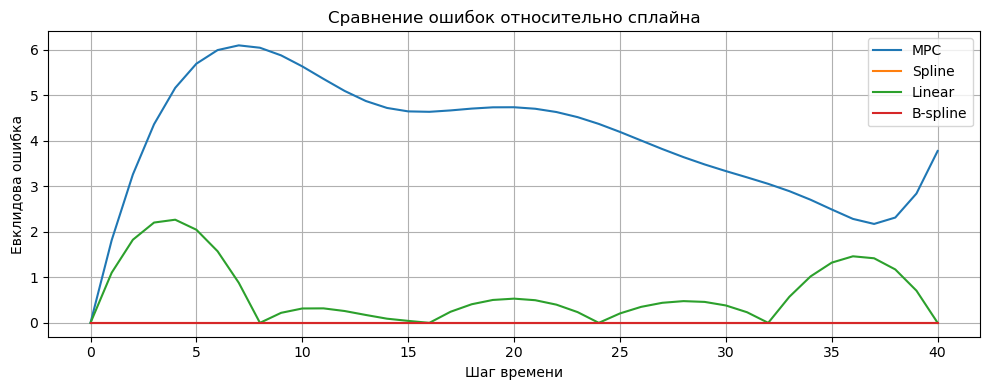 Сравнение ошибок относительно сплайна
Евклидова ошибка
6
5
4
3
2
1
0
MPC
Spline
Linear
B-spline
0 5 10 15 20 25 30 35 40
Шаг времени